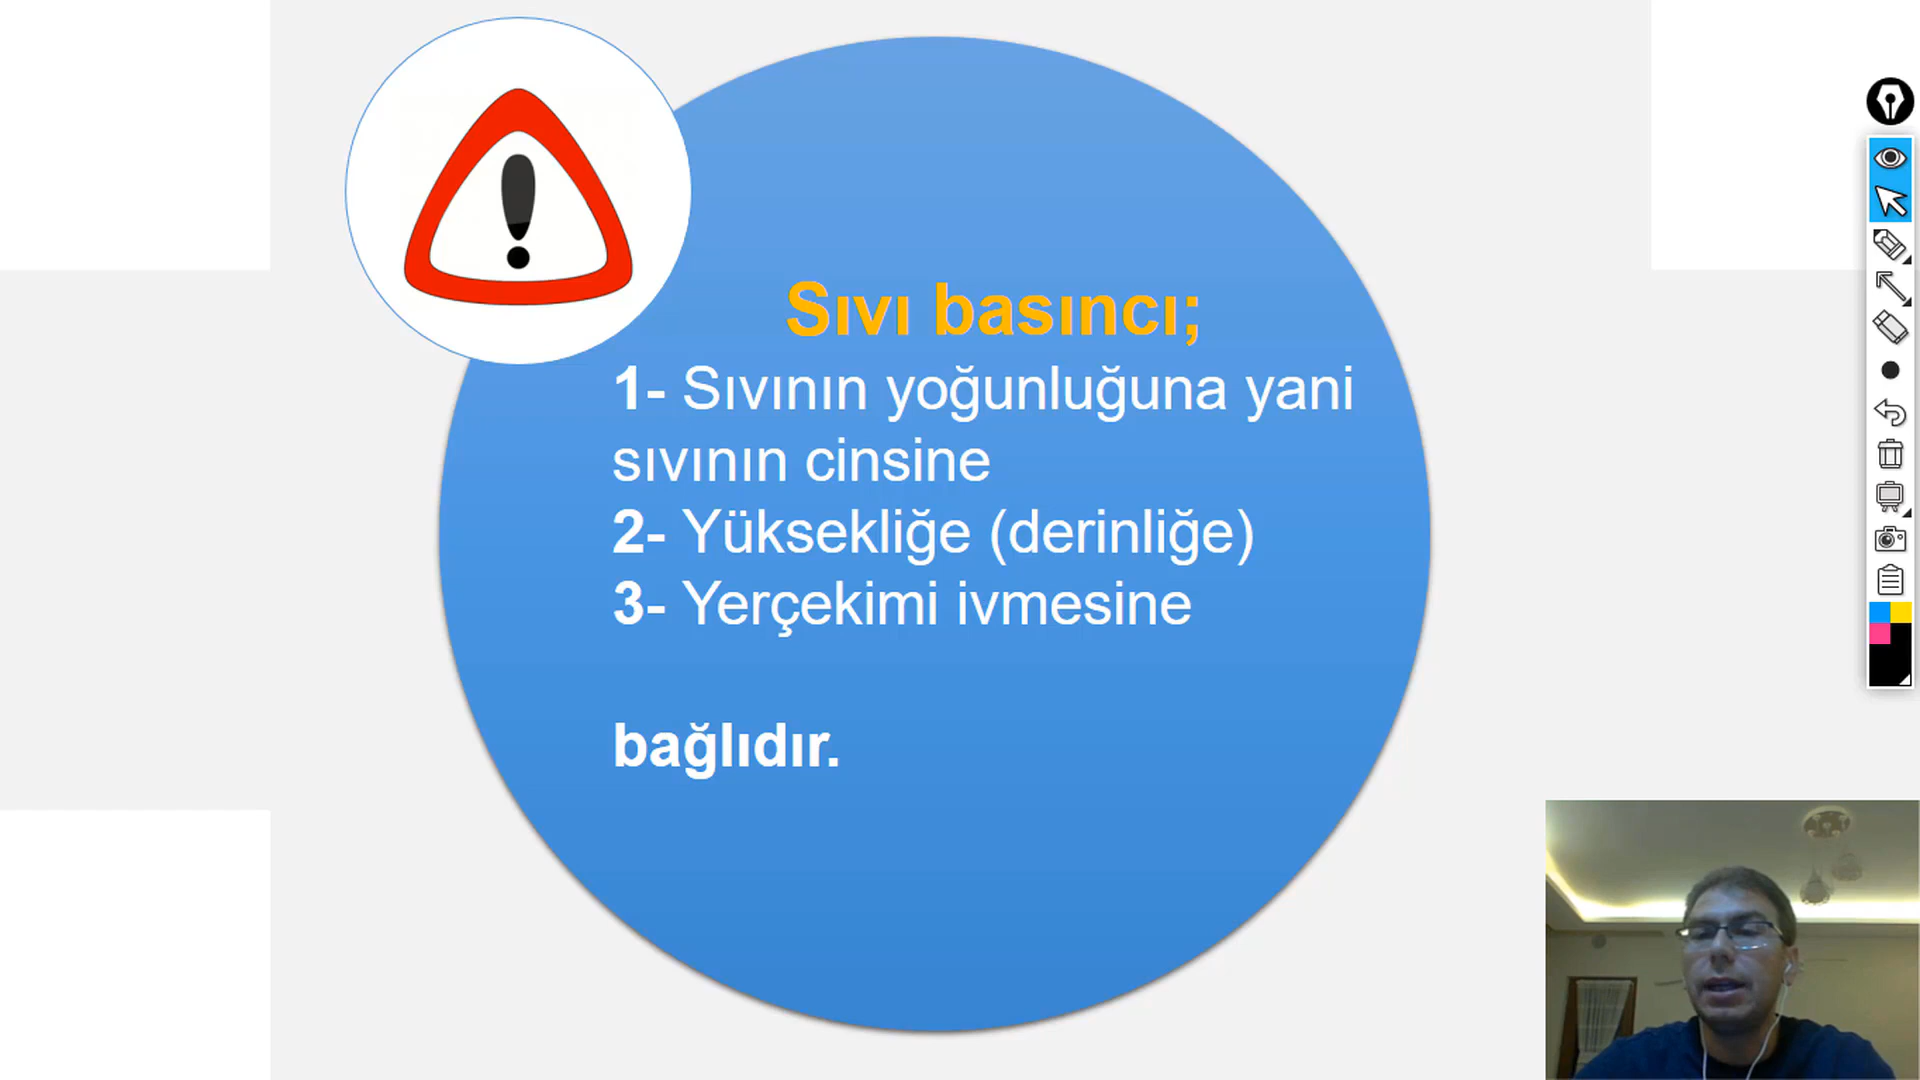 Sıvı basıncı;
1- Sıvının yoğunluğuna yani
sıvının cinsine
2- Yüksekliğe (derinliğe)
3- Yerçekimi ivmesine
bağlıdır.